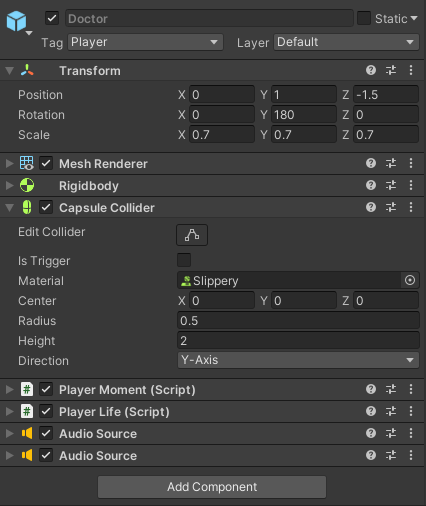 Doctor Static
Tag Player Layer Default
Transform
Position X 0 Y 1 Z -1.5
Rotation X 0 Y 180 Z 0
Scale X 0.7 Y 0.7 Z 0.7
Mesh Renderer
Rigidbody
Capsule Collider
Edit Collider
Is Trigger
Material Slippery
Center X 0 Y 0 Z 0
Radius 0.5
Height 2
Direction Y-Axis
# Player Moment (Script)
# Player Life (Script)
Audio Source
Audio Source
Add Component